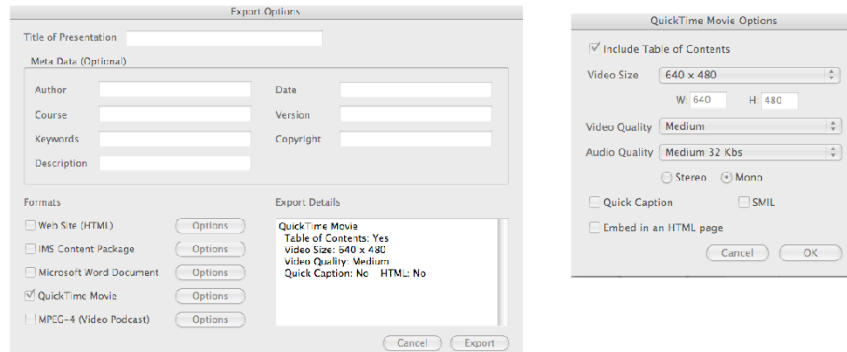 Export Options
Title of Presentation
Meta Data (Optional)
Author
Date
Course
Version
Keywords
Copyright
Description
Formats
Export Details
Web Site (HTML) Options
IMS Content Package Options
Microsoft Word Document Options
QuickTime Movie Options
MPEG-4 (Video Podcast) Options
QuickTime Movie
Table of Contents: Yes
Video Size: 640 x 480
Video Quality: Medium
Quick Caption: No HTML: No
Cancel Export
QuickTime Movie Options
Include Table of Contents
Video Size 640 x 480
W: 640 H: 480
Video Quality Medium
Audio Quality Medium 32 Kbs
Stereo Mono
Quick Caption SMIL
Embed in an HTML page
Cancel OK